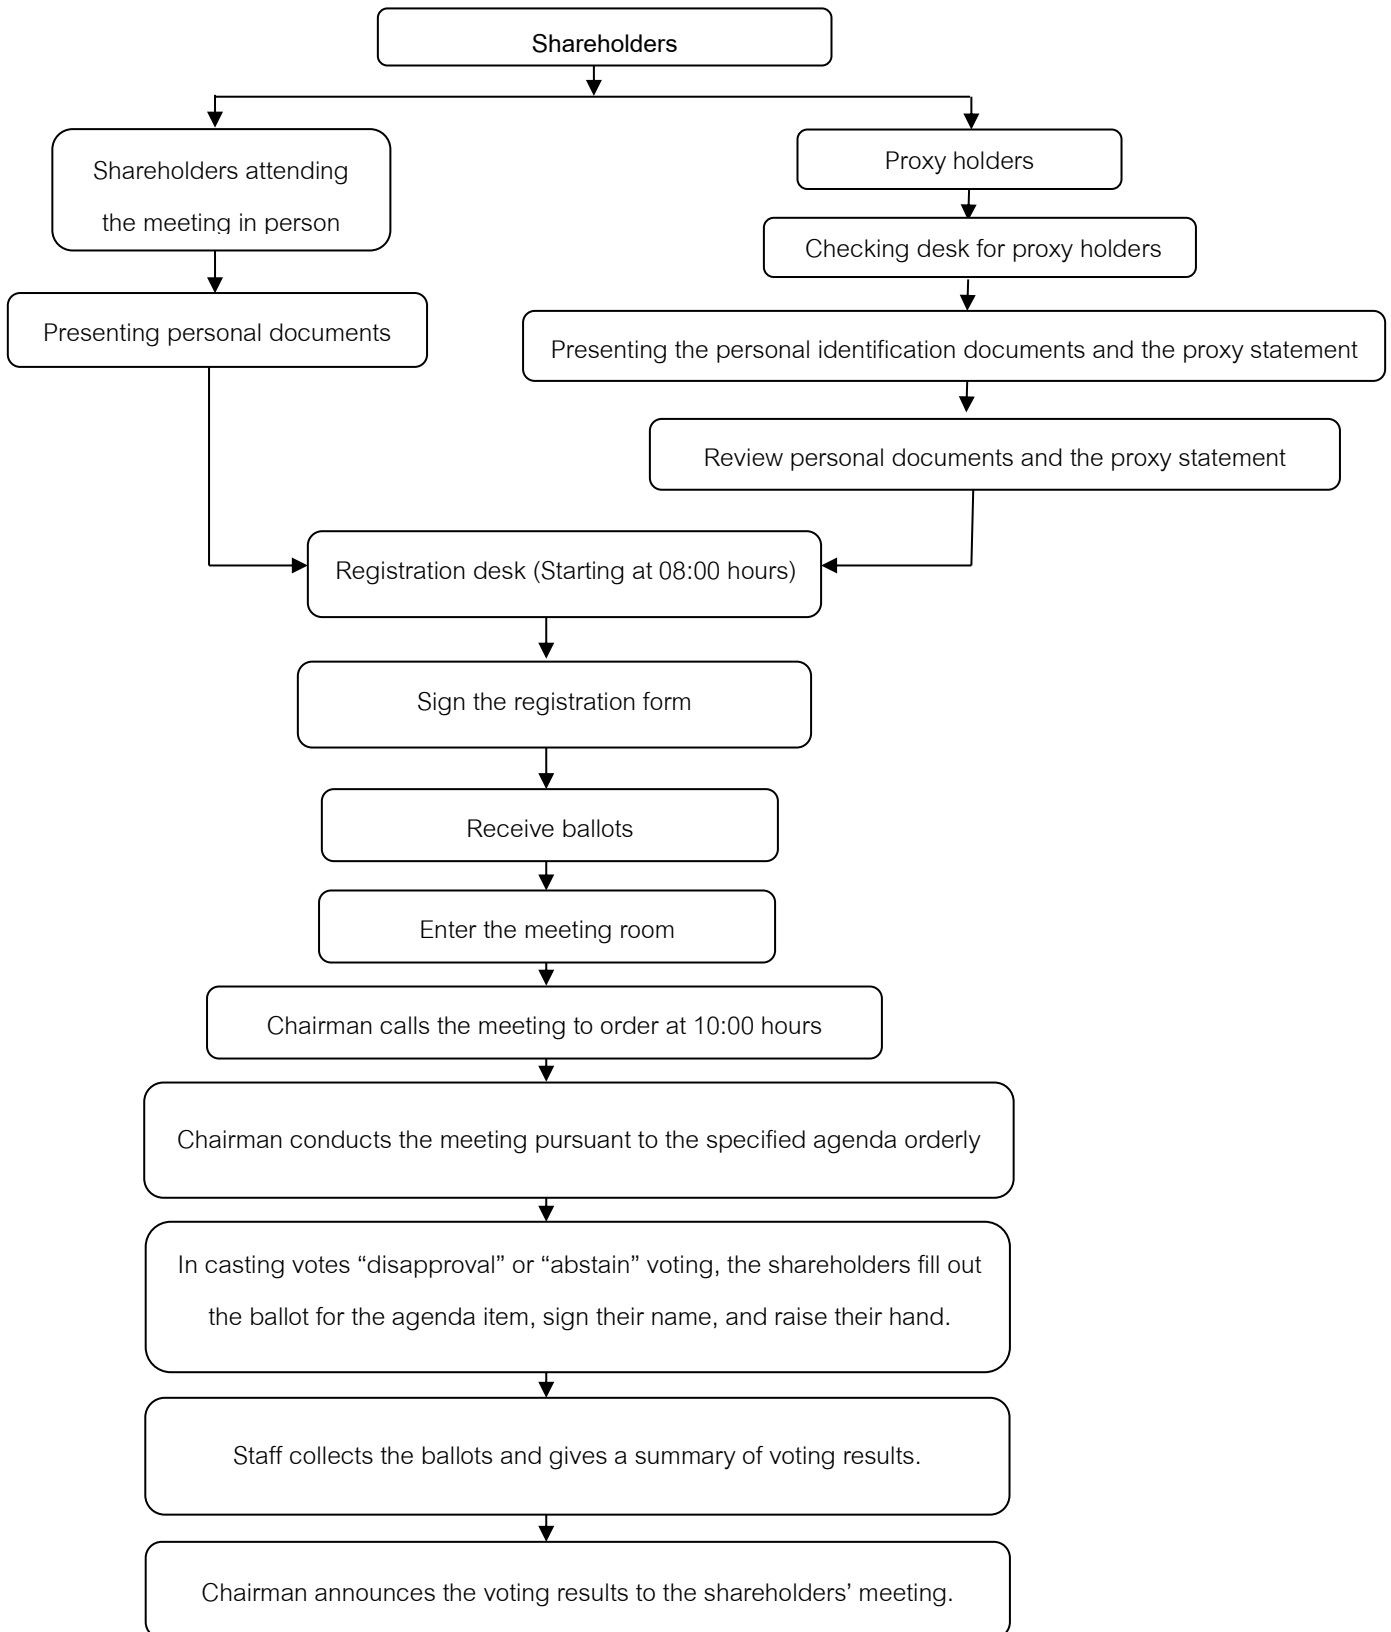 Shareholders
Shareholders attending
the meeting in person
Proxy holders
Checking desk for proxy holders
Presenting personal documents
Presenting the personal identification documents and the proxy statement
Review personal documents and the proxy statement
Registration desk (Starting at 08:00 hours)
Sign the registration form
Receive ballots
Enter the meeting room
Chairman calls the meeting to order at 10:00 hours
Chairman conducts the meeting pursuant to the specified agenda orderly
In casting votes “disapproval” or “abstain” voting, the shareholders fill out
the ballot for the agenda item, sign their name, and raise their hand.
Staff collects the ballots and gives a summary of voting results.
Chairman announces the voting results to the shareholders’ meeting.